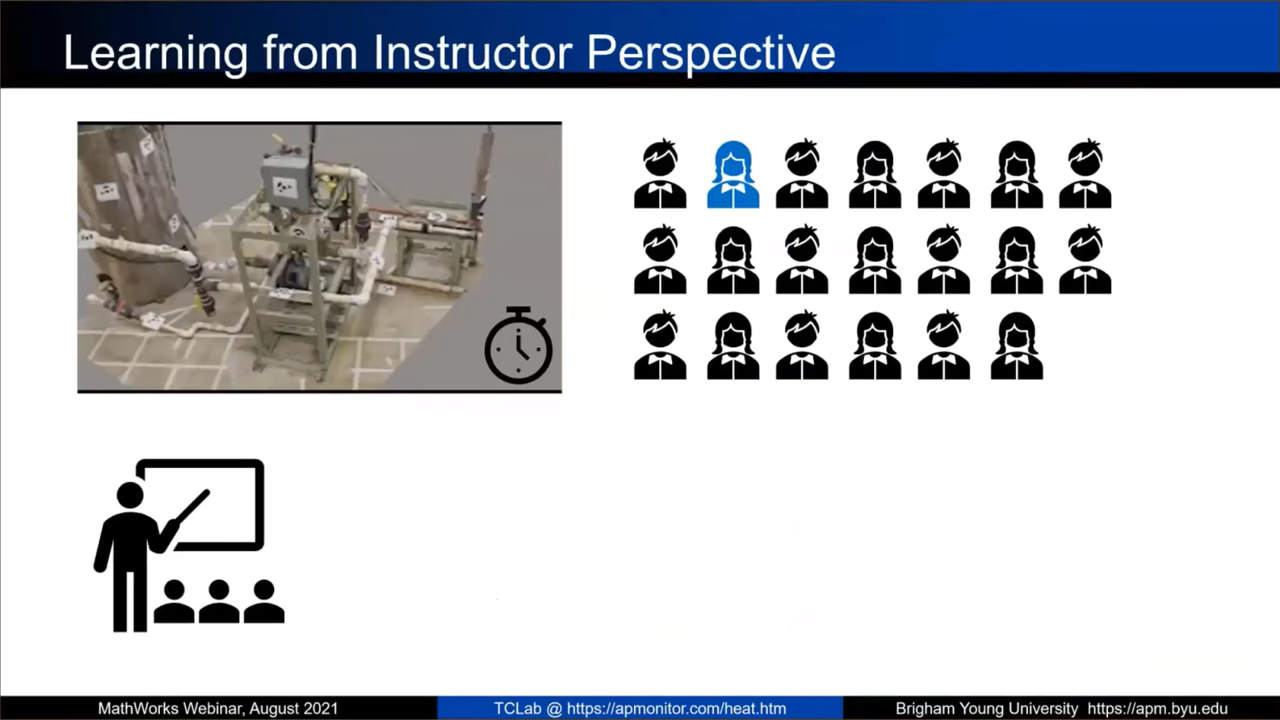 Learning from Instructor Perspective
MathWorks Webinar, August 2021
TCLab @ https://apmonitor.com/heat.htm
Brigham Young University https://apm.byu.edu